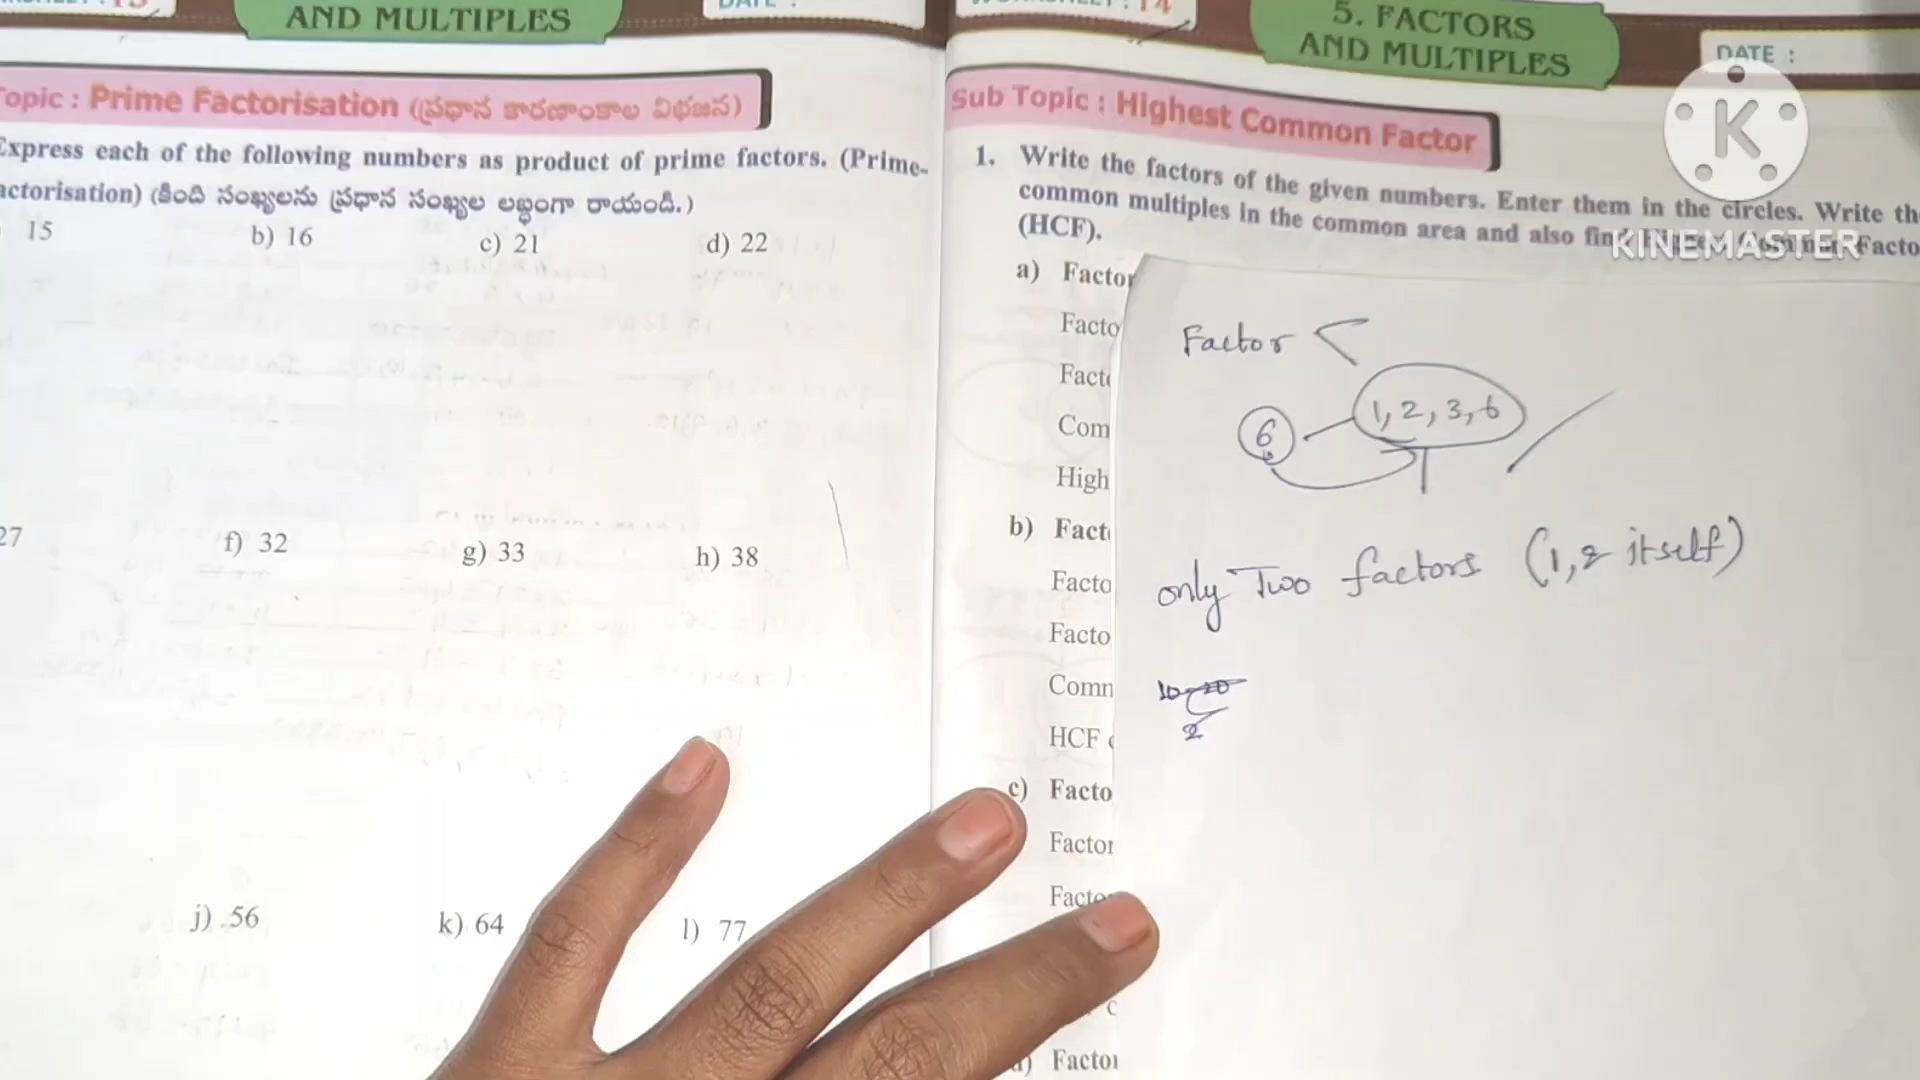 AND MULTIPLES
Topic : Prime Factorisation (ప్రధాన కారణాంకాల విభజన)
Express each of the following numbers as product of prime factors. (Prime-
actorisation) (కింది సంఖ్యలను ప్రధాన సంఖ్యల లబ్ధంగా రాయండి.)
15 b) 16 c) 21 d) 22
27 f) 32 g) 33 h) 38
j) 56 k) 64 l) 77
14
5. FACTORS
AND MULTIPLES
DATE :
Sub Topic : Highest Common Factor
1. Write the factors of the given numbers. Enter them in the circles. Write th
common multiples in the common area and also find Facto
(HCF).
a) Factor
Facto
Fact
Com
High
b) Fact
Facto
Facto
Comn
HCF
c) Facto
Factor
Facto
Factor
Factor
6 1, 2, 3, 6
only Two factors (1, & itself)
2
K
KINEMASTER